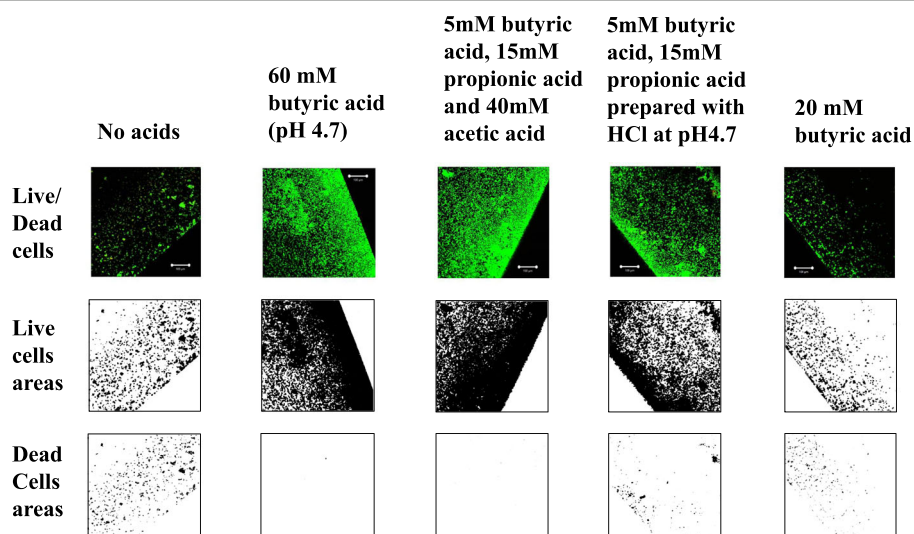 No acids
60 mM
butyric acid
(pH 4.7)
5mM butyric
acid, 15mM
propionic acid
and 40mM
acetic acid
5mM butyric
acid, 15mM
propionic acid
prepared with
HCl at pH4.7
20 mM
butyric acid
Live/
Dead
cells
Live
cells
areas
Dead
Cells
areas